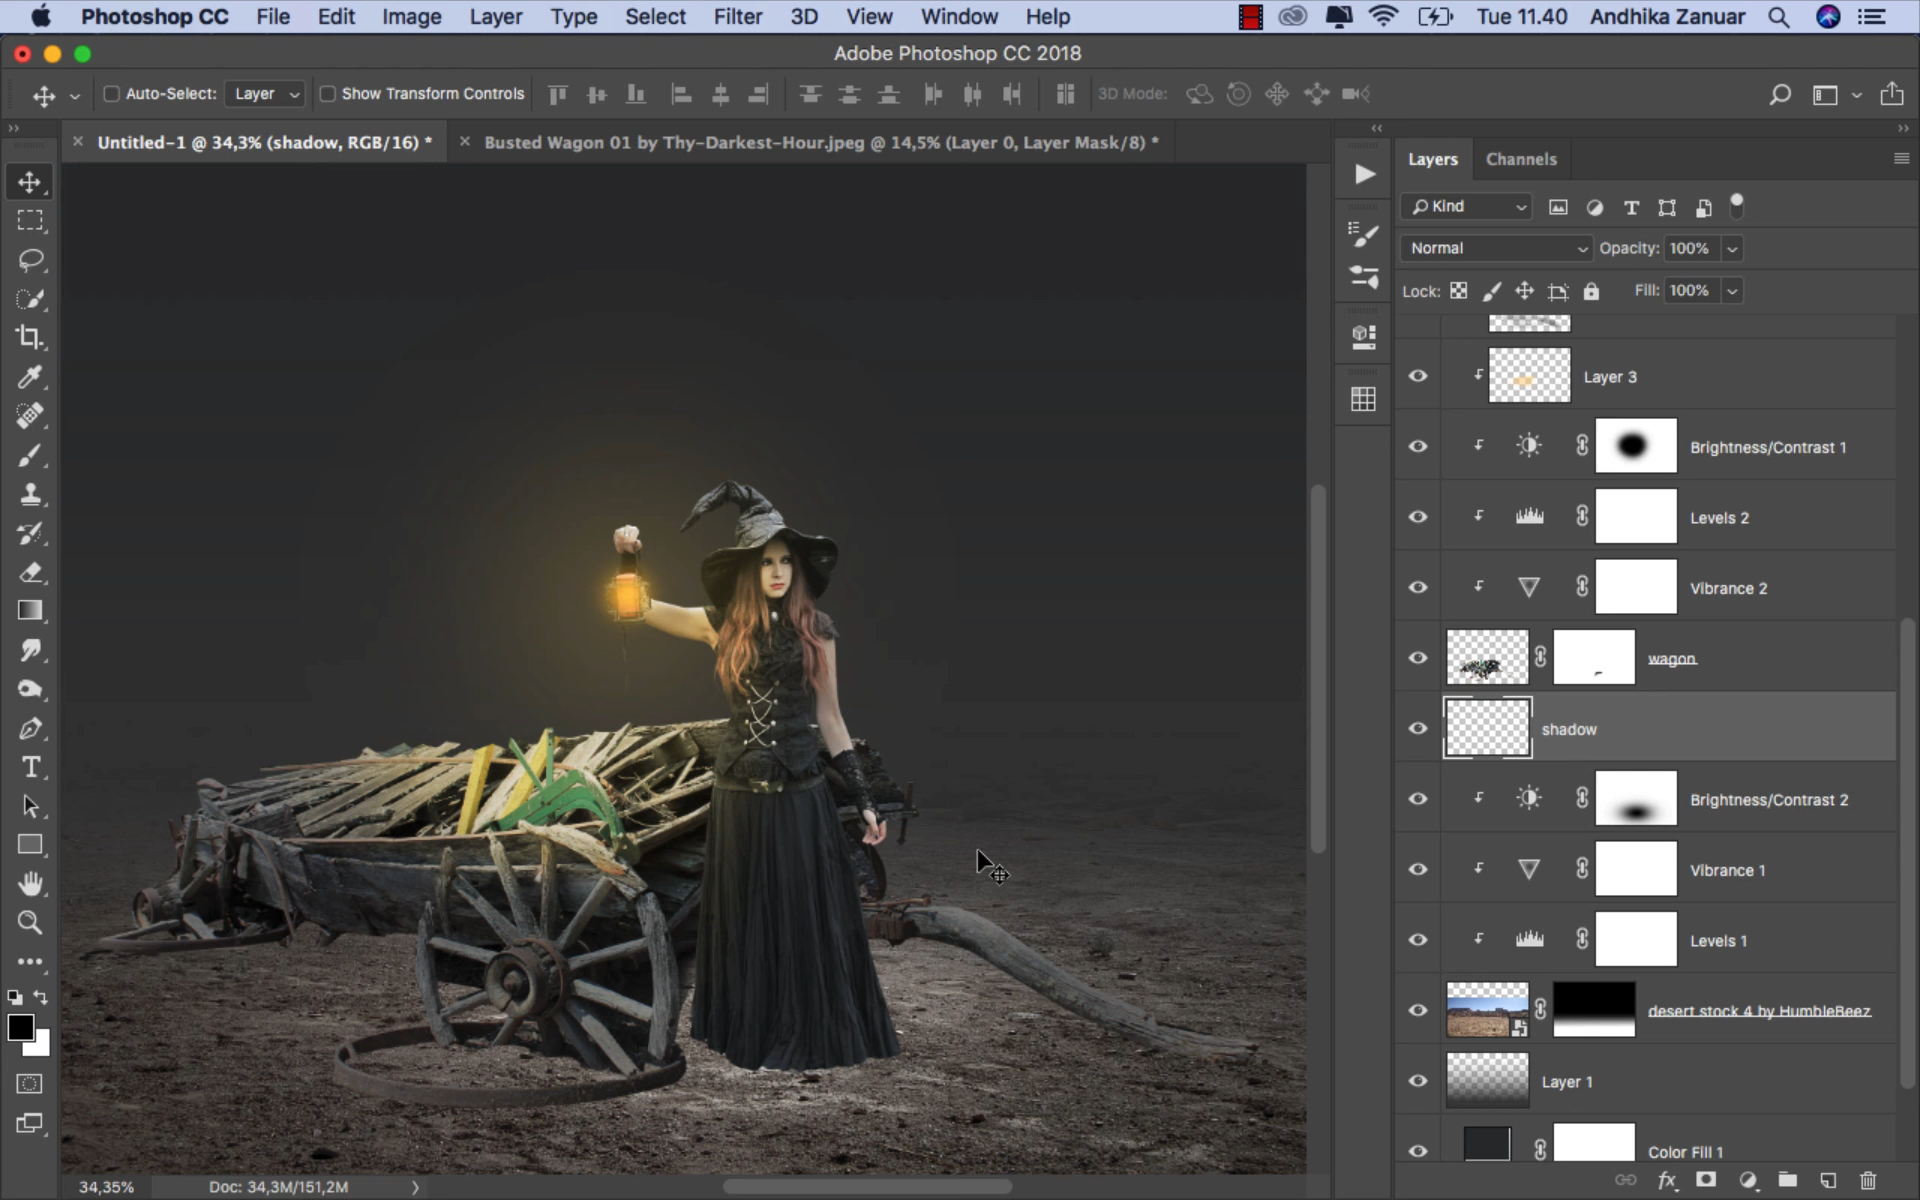 Photoshop CC File Edit Image Layer Type Select Filter 3D View Window Help Tue 11.40 Andhika Zanuar
Adobe Photoshop CC 2018
Auto-Select: Layer Show Transform Controls 3D Mode:
Untitled-1 @ 34,3% (shadow, RGB/16) * Busted Wagon 01 by Thy-Darkest-Hour.jpeg @ 14,5% (Layer 0, Layer Mask/8) *
Layers Channels
Kind
Normal Opacity: 100%
Lock: Fill: 100%
Layer 3
Brightness/Contrast 1
Levels 2
Vibrance 2
wagon
shadow
Brightness/Contrast 2
Vibrance 1
Levels 1
desert stock 4 by HumbleBeez
Layer 1
Color Fill 1
34,35% Doc: 34,3M/151,2M